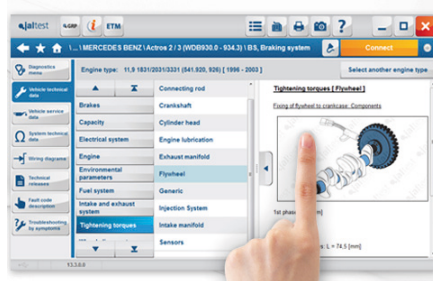 jaltest GRP i ETM ?
\... \ MERCEDES BENZ \Actros 2 / 3 (WDB930.0 - 934.3) \ BS, Braking system
Connect
Diagnostics menu
Engine type: 11,9 1831/2031/3331 (541.920, 926) [ 1996 - 2003 ]
Select another engine type
Vehicle technical data
Vehicle service data
System technical data
Wiring diagrams
Technical releases
Fault code description
Troubleshooting by symptoms
Brakes
Capacity
Electrical system
Engine
Environmental parameters
Fuel system
Intake and exhaust system
Tightening torques
Connecting rod
Crankshaft
Cylinder head
Engine lubrication
Exhaust manifold
Flywheel
Generic
Injection System
Intake manifold
Sensors
Tightening torques [ Flywheel ]
Fixing of flywheel to crankcase: Components
1st phase
m]
s: L = 74,5 [mm]